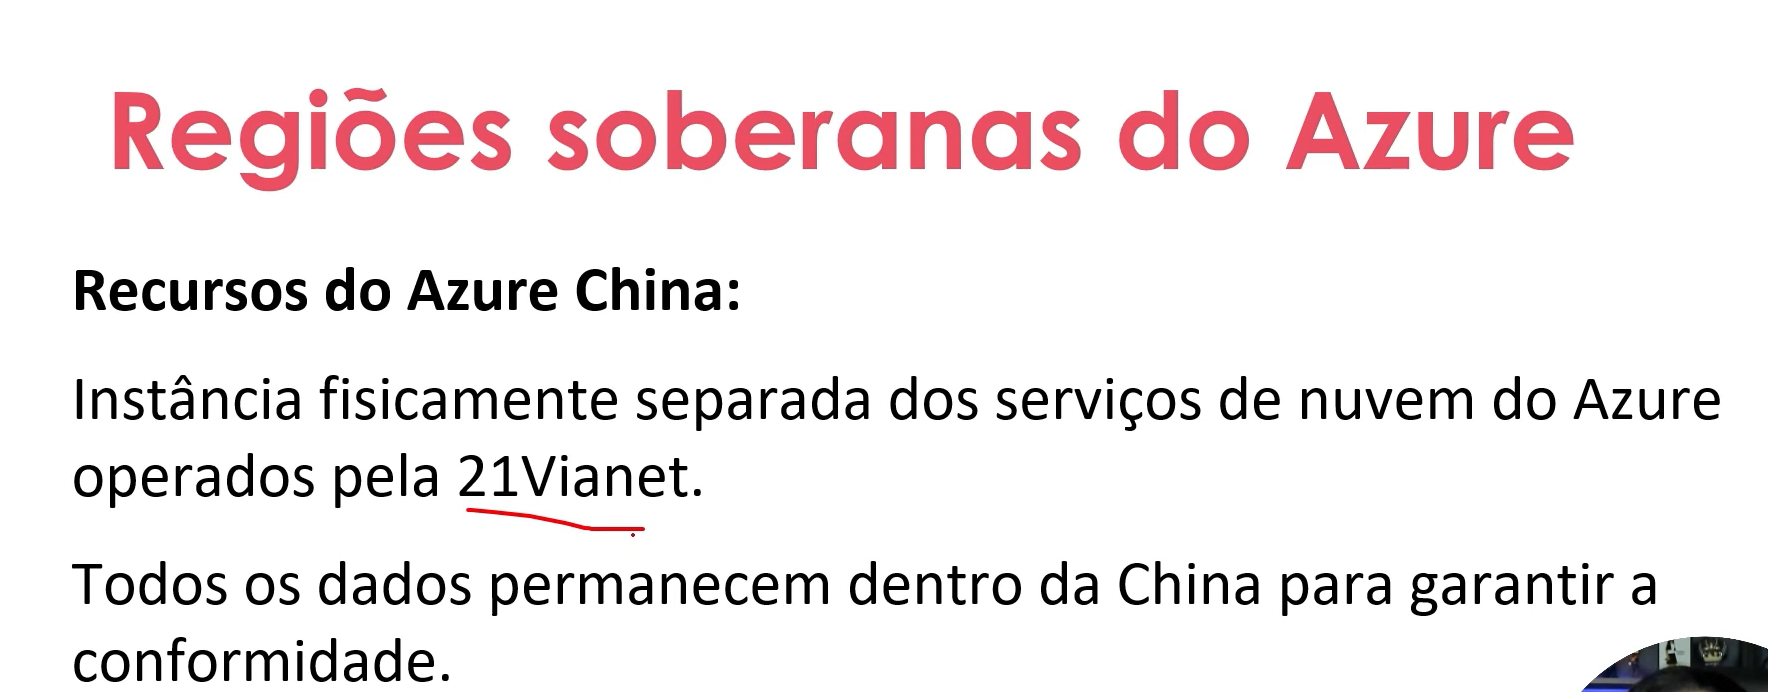 Regiões soberanas do Azure
Recursos do Azure China:
Instância fisicamente separada dos serviços de nuvem do Azure
operados pela 21Vianet.
Todos os dados permanecem dentro da China para garantir a
conformidade.